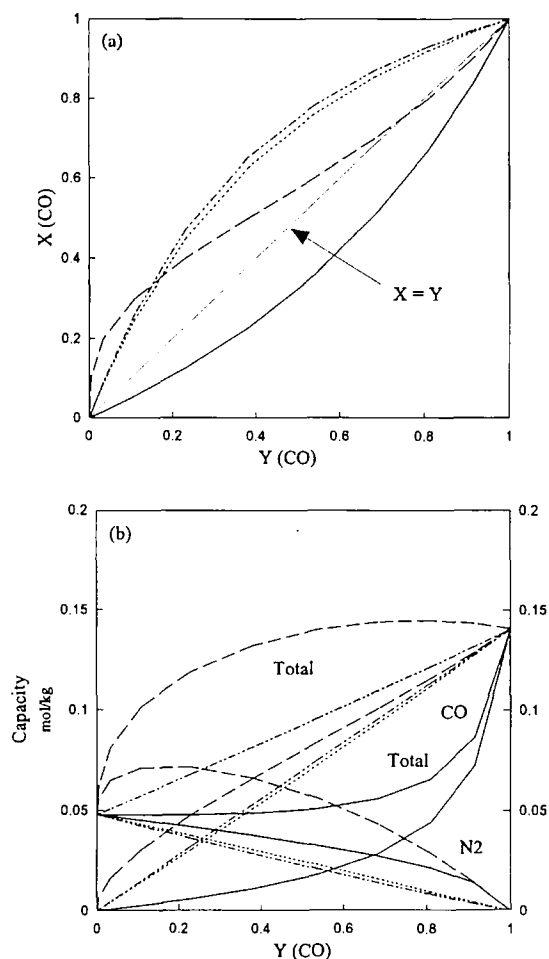 (a)
1
0.8
0.6
0.4
0.2
0
X (CO)
X = Y
0 0.2 0.4 0.6 0.8 1
Y (CO)
(b)
0.2 0.2
0.15 0.15
0.1 0.1
0.05 0.05
0 0
Capacity
mol/kg
Total
CO
Total
N2
0 0.2 0.4 0.6 0.8 1
Y (CO)